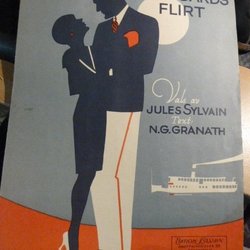 FLIRT
Vals av
JULES SYLVAIN
Text
N.G. GRANATH